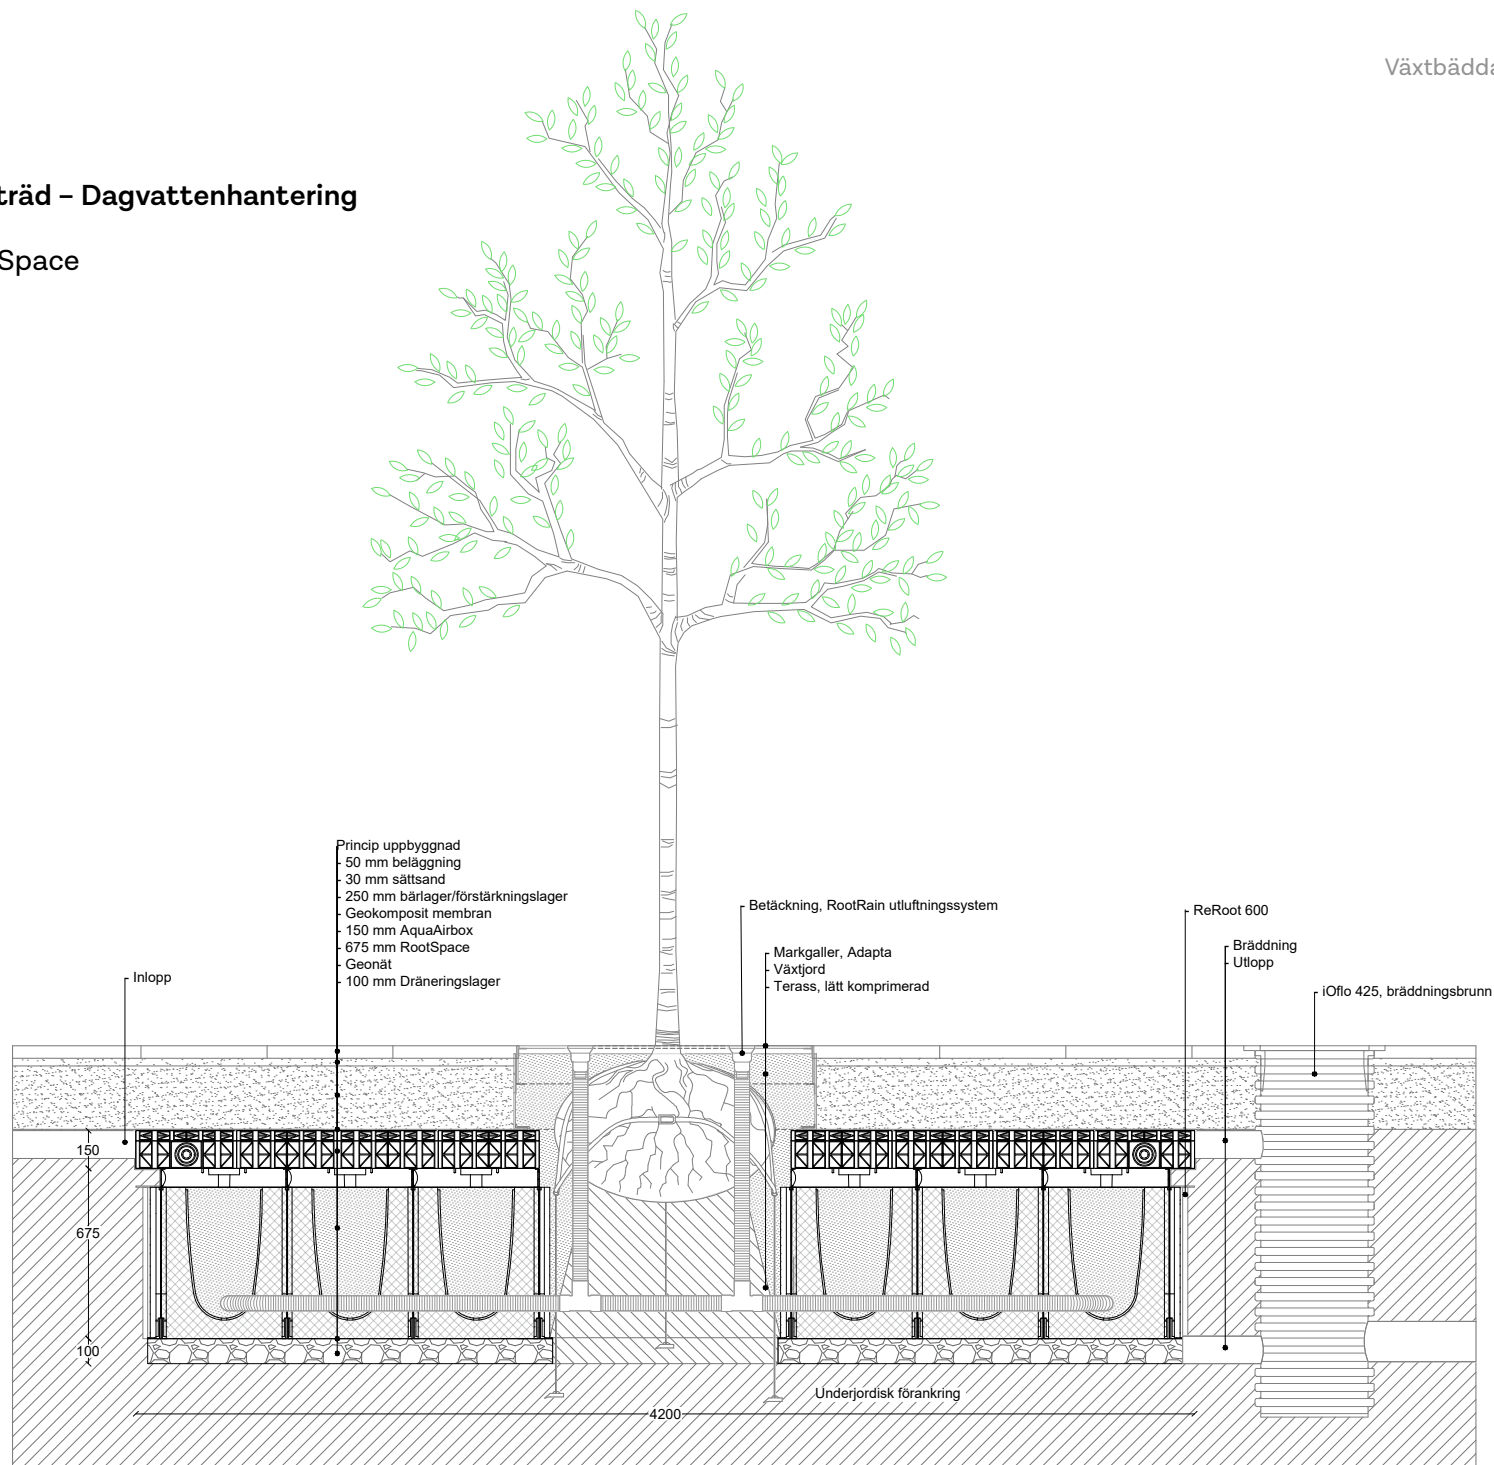 Växtbädda
träd – Dagvattenhantering
Space
Princip uppbyggnad
- 50 mm beläggning
- 30 mm sättsand
- 250 mm bärlager/förstärkningslager
- Geokomposit membran
- 150 mm AquaAirbox
- 675 mm RootSpace
- Geonät
- 100 mm Dräneringslager
Inlopp
Betäckning, RootRain utluftningssystem
Markgaller, Adapta
Växtjord
Terass, lätt komprimerad
ReRoot 600
Bräddning
Utlopp
iOflo 425, bräddningsbrunn
150
675
100
Underjordisk förankring
4200